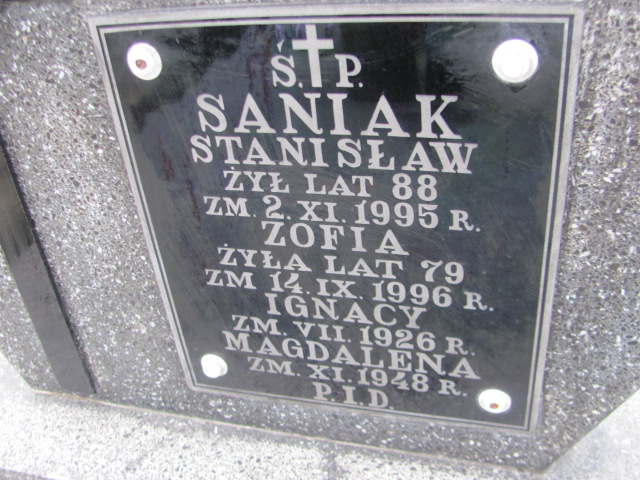 Ś.P.
SANIAK
STANISŁAW
ŻYŁ LAT 88
ZM. 2. XI. 1995 R.
ZOFIA
ŻYŁA LAT 79
ZM 14. IX. 1996 R.
IGNACY
ZM. VII. 1926 R.
MAGDALENA
ZM. XI. 1948 R.
P.I.D.